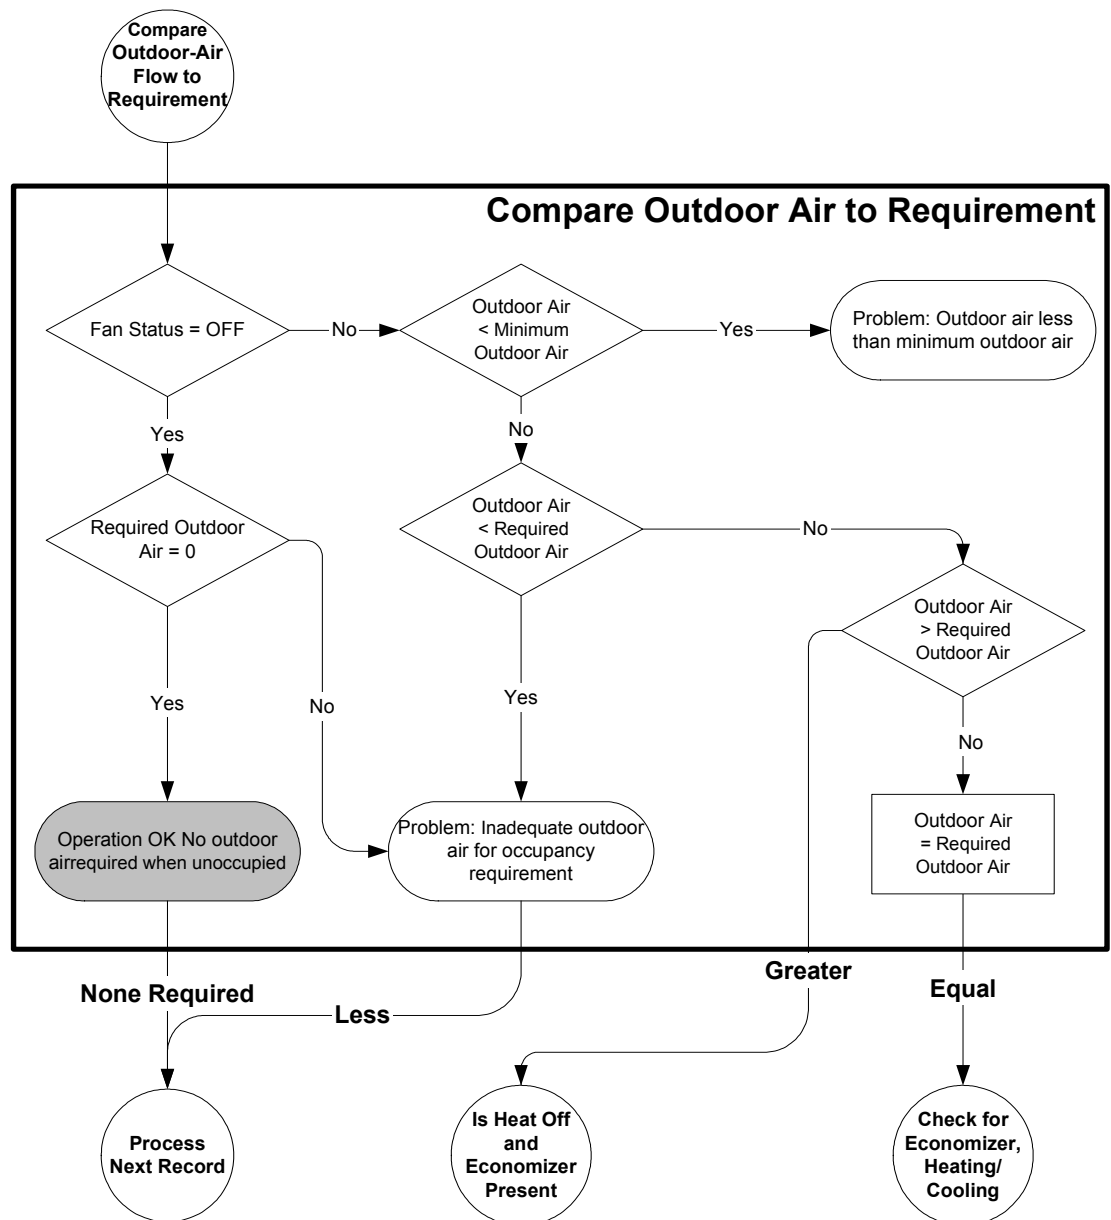 Compare
Outdoor-Air
Flow to
Requirement
Compare Outdoor Air to Requirement
Fan Status = OFF
No
Outdoor Air
< Minimum
Outdoor Air
Yes
Problem: Outdoor air less
than minimum outdoor air
Yes
No
Required Outdoor
Air = 0
Outdoor Air
< Required
Outdoor Air
No
Outdoor Air
> Required
Outdoor Air
Yes
No
Yes
No
Operation OK No outdoor
airrequired when unoccupied
Problem: Inadequate outdoor
air for occupancy
requirement
Outdoor Air
= Required
Outdoor Air
None Required
Less
Greater
Equal
Process
Next Record
Is Heat Off
and
Economizer
Present
Check for
Economizer,
Heating/
Cooling